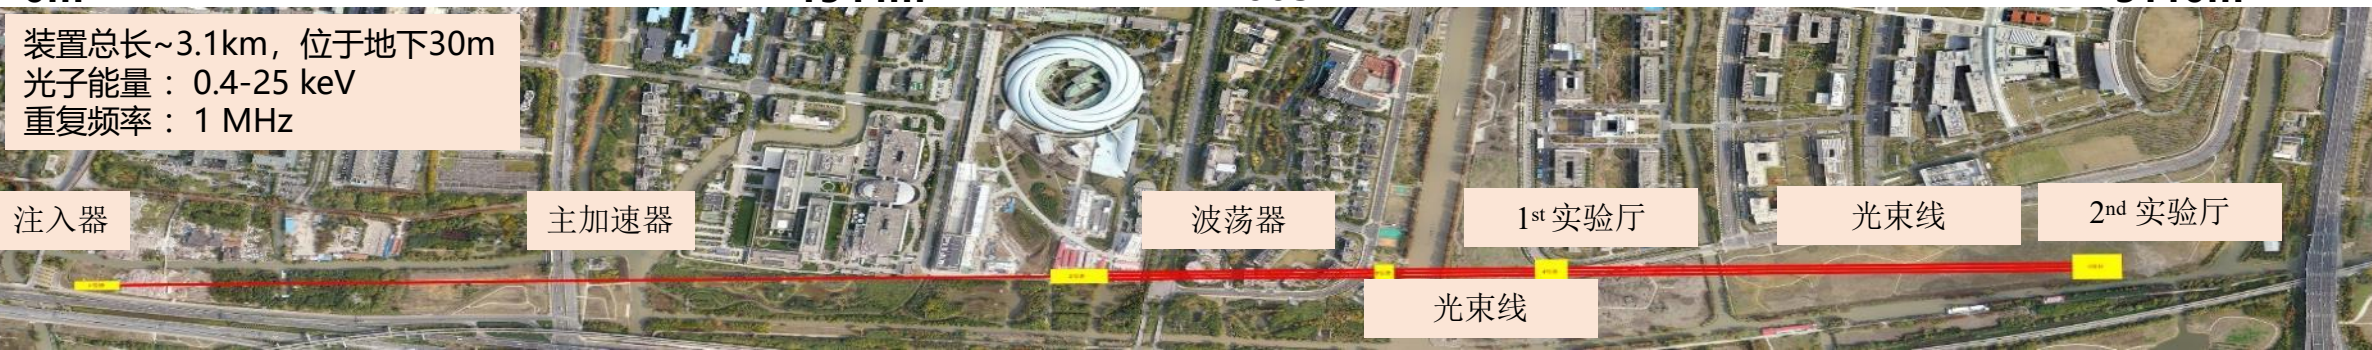 装置总长~3.1km，位于地下30m
光子能量 ：0.4-25 keV
重复频率 ：1 MHz
注入器
主加速器
波荡器
1st 实验厅
光束线
2nd 实验厅
光束线